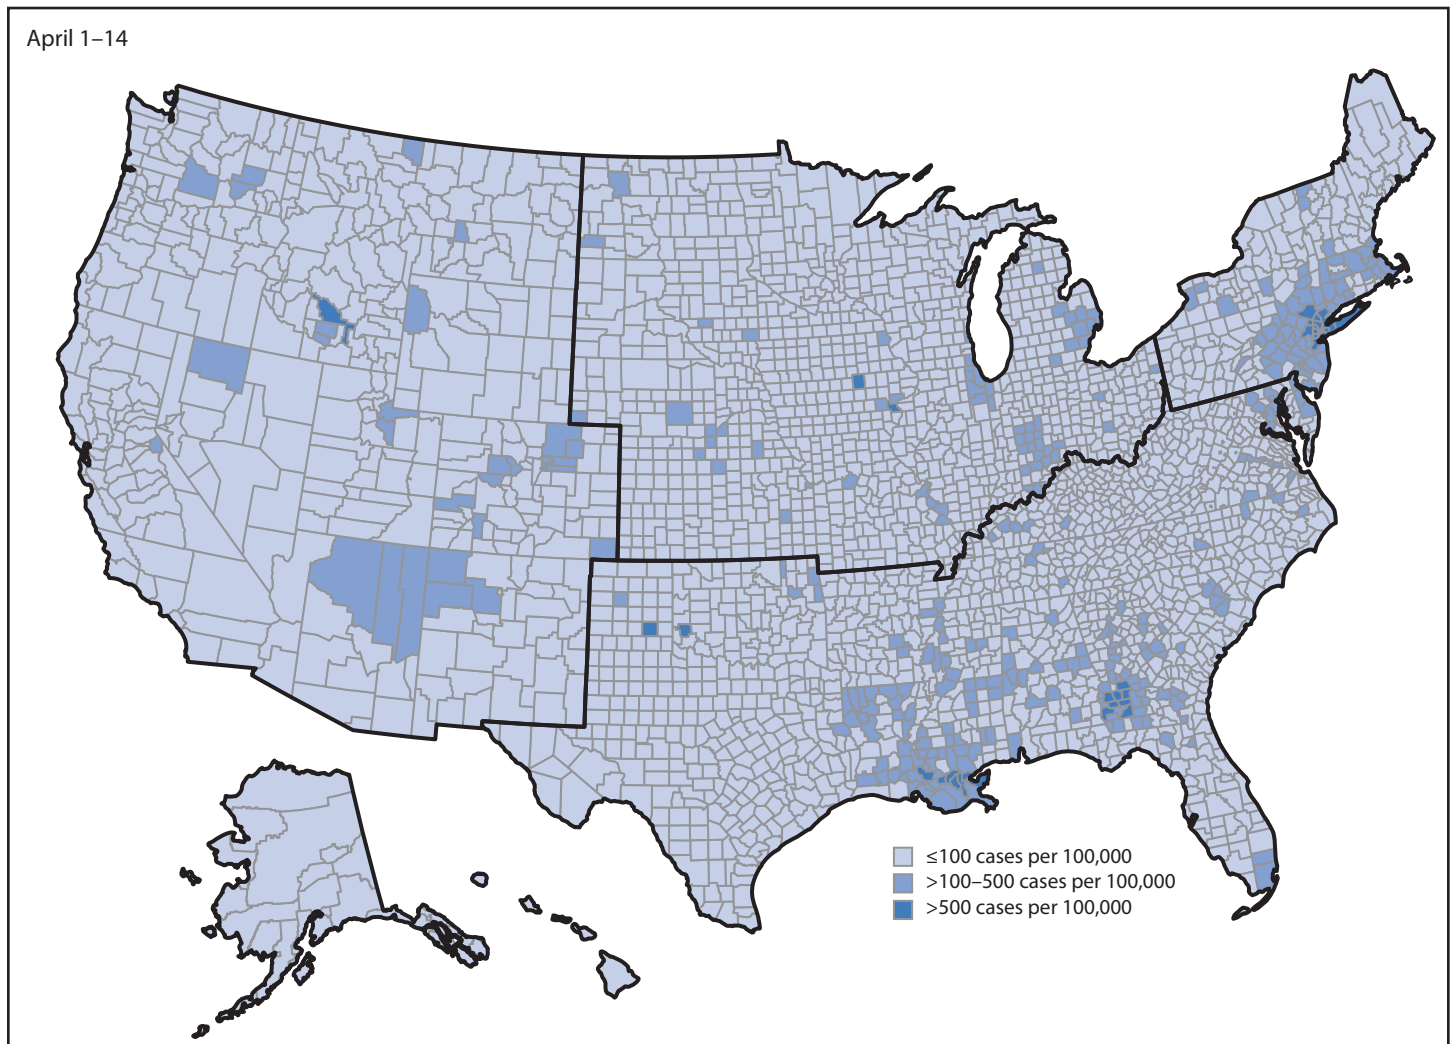 April 1–14
≤100 cases per 100,000
>100–500 cases per 100,000
>500 cases per 100,000